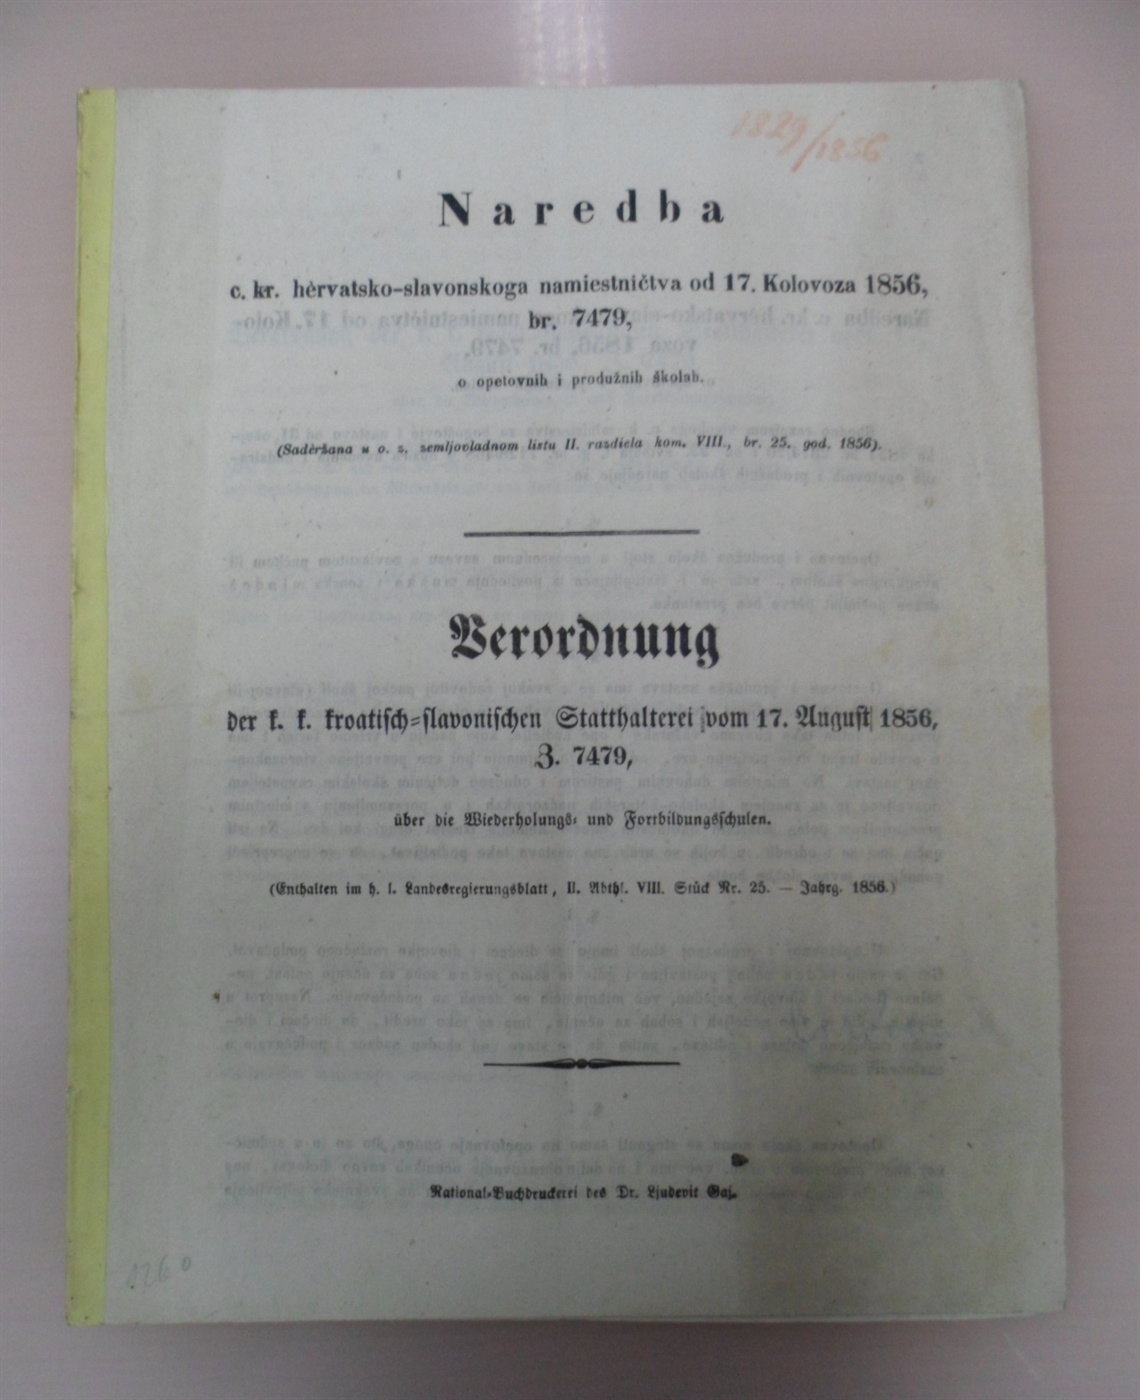 1829/1856
Naredba
c. kr. hèrvatsko-slavonskoga namiestničtva od 17. Kolovoza 1856,
br. 7479,
o opetovnih i produžnih školah.
(Sadèržana u o. z. zemljovladnom listu II. razdiela kom. VIII., br. 25. god. 1856).
Verordnung
der k. k. kroatisch-slavonischen Statthalterei vom 17. August 1856,
Z. 7479,
über die Wiederholungs- und Fortbildungsschulen.
(Enthalten im h. l. Landesregierungsblatt, II. Abthl. VIII. Stück Nr. 25. — Jahrg. 1856.)
National-Buchdruckerei des Dr. Ljudevit Gaj.